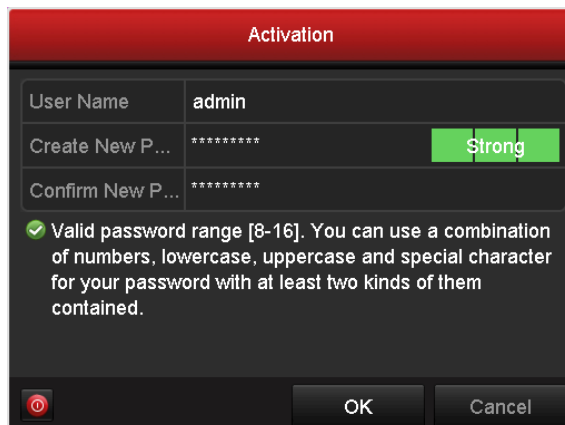 Activation
User Name admin
Create New P... ********* Strong
Confirm New P... *********
Valid password range [8-16]. You can use a combination
of numbers, lowercase, uppercase and special character
for your password with at least two kinds of them
contained.
OK Cancel